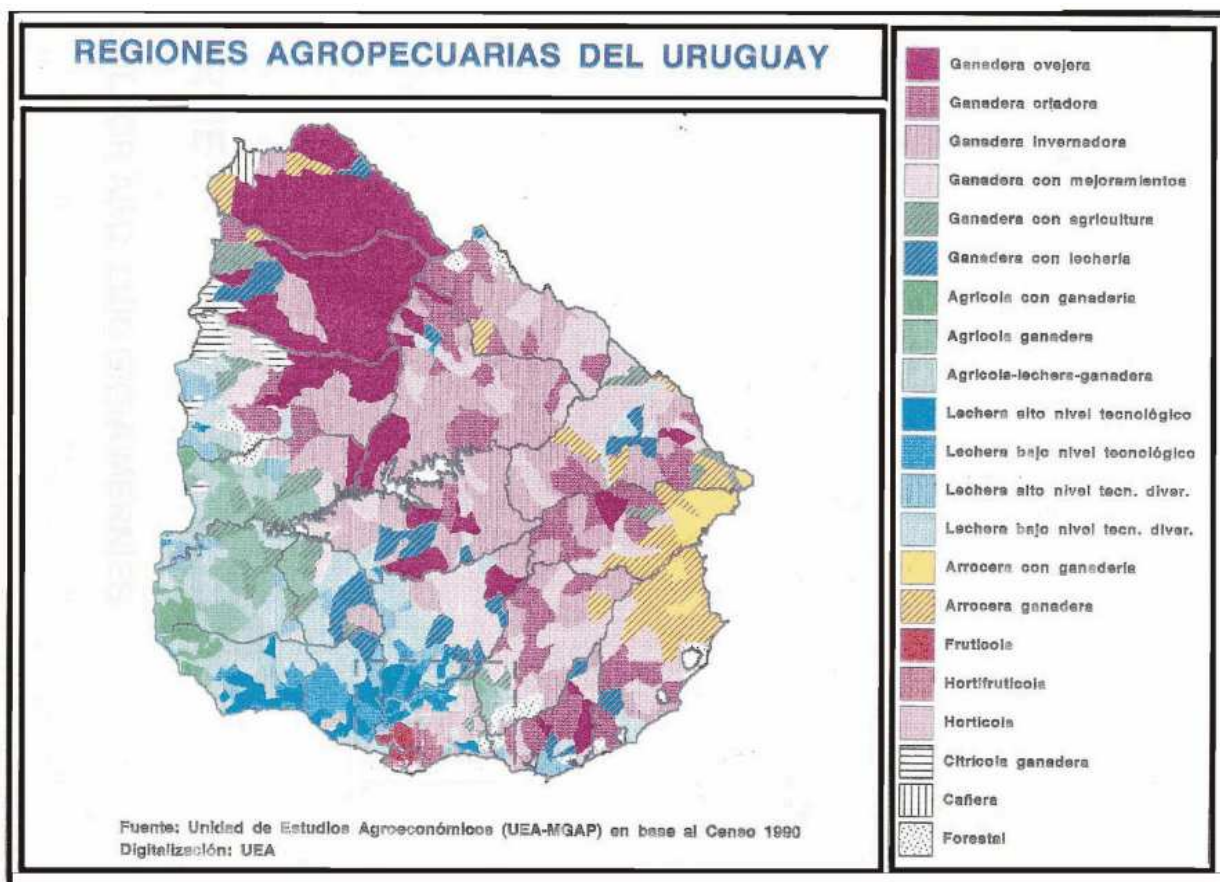 REGIONES AGROPECUARIAS DEL URUGUAY
Ganadera ovejera
Ganadera criadora
Ganadera invernadora
Ganadera con mejoramientos
Ganadera con agricultura
Ganadera con lechería
Agrícola con ganadería
Agrícola ganadera
Agrícola-lechera-ganadera
Lechera alto nivel tecnológico
Lechera bajo nivel tecnológico
Lechera alto nivel tecn. diver.
Lechera bajo nivel tecn. diver.
Arrocera con ganadería
Arrocera ganadera
Frutícola
Hortifrutícola
Hortícola
Citrícola ganadera
Cañera
Forestal
Fuente: Unidad de Estudios Agroeconómicos (UEA-MGAP) en base al Censo 1990
Digitalización: UEA